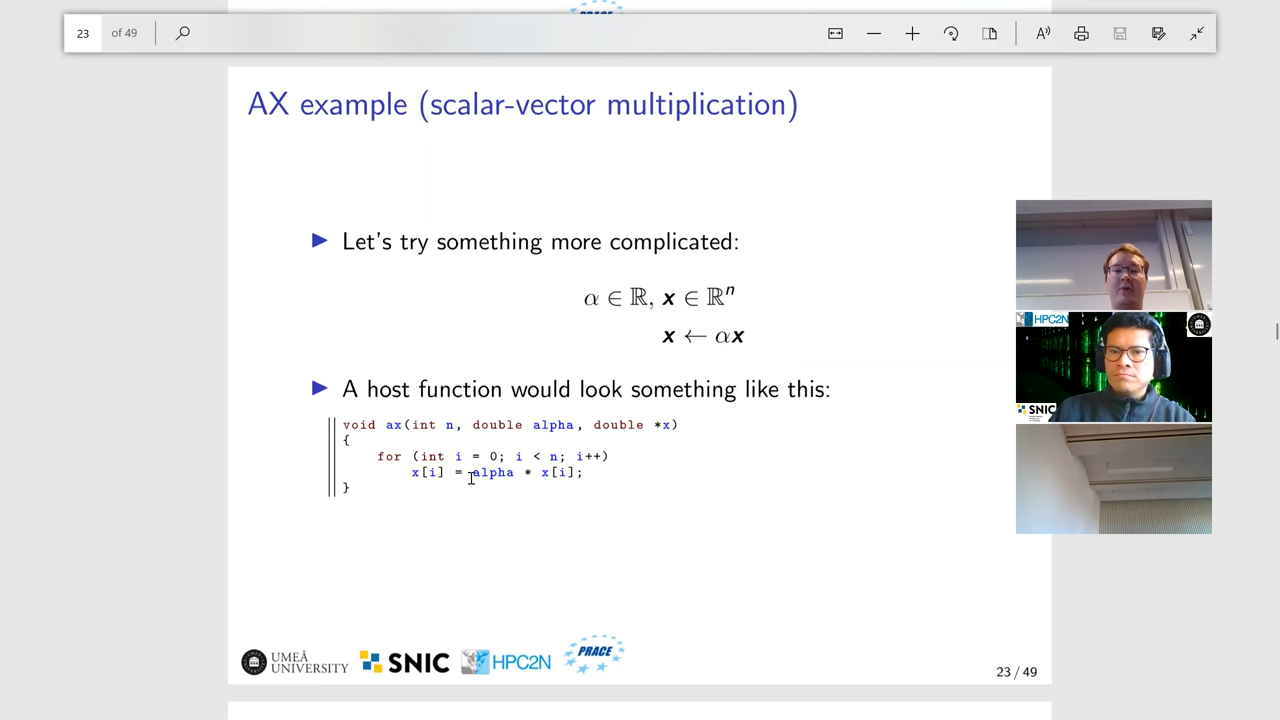 23 of 49
AX example (scalar-vector multiplication)
▶ Let's try something more complicated:
α ∈ ℝ, x ∈ ℝⁿ
x ← αx
▶ A host function would look something like this:
void ax(int n, double alpha, double *x)
{
    for (int i = 0; i < n; i++)
        x[i] = alpha * x[i];
}
HPC2N
SNIC
UMEÅ
UNIVERSITY
SNIC
HPC2N
PRACE
23 / 49